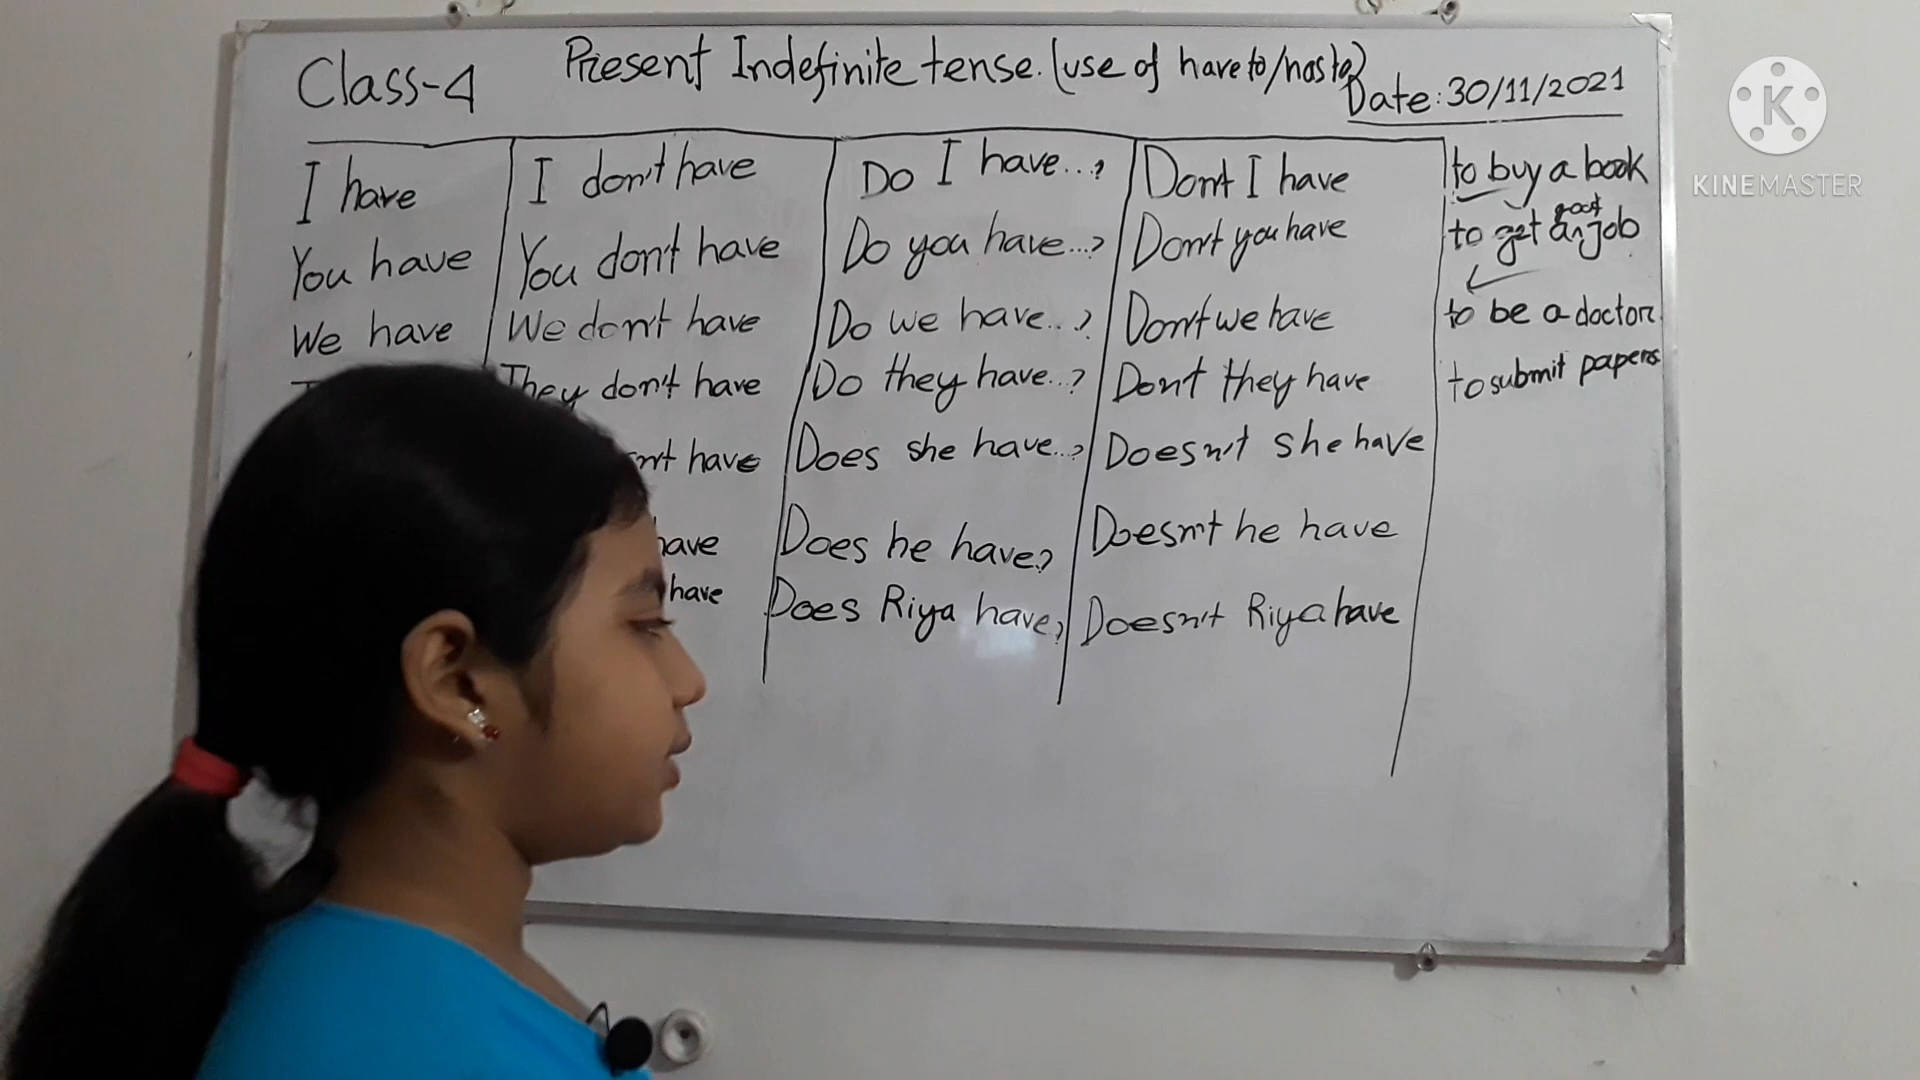 Class-4
Present Indefinite tense. (use of have to/has to)
Date: 30/11/2021
I have
You have
We have
I don't have
You don't have
We don't have
They don't have
have
have
have
Do I have...?
Do you have...?
Do we have...?
Do they have...?
Does she have...?
Does he have?
Does Riya have?
Don't I have
Don't you have
Don't we have
Don't they have
Doesn't she have
Doesn't he have
Doesn't Riya have
to buy a book
good
to get a job
to be a doctor
to submit papers
K
KINEMASTER